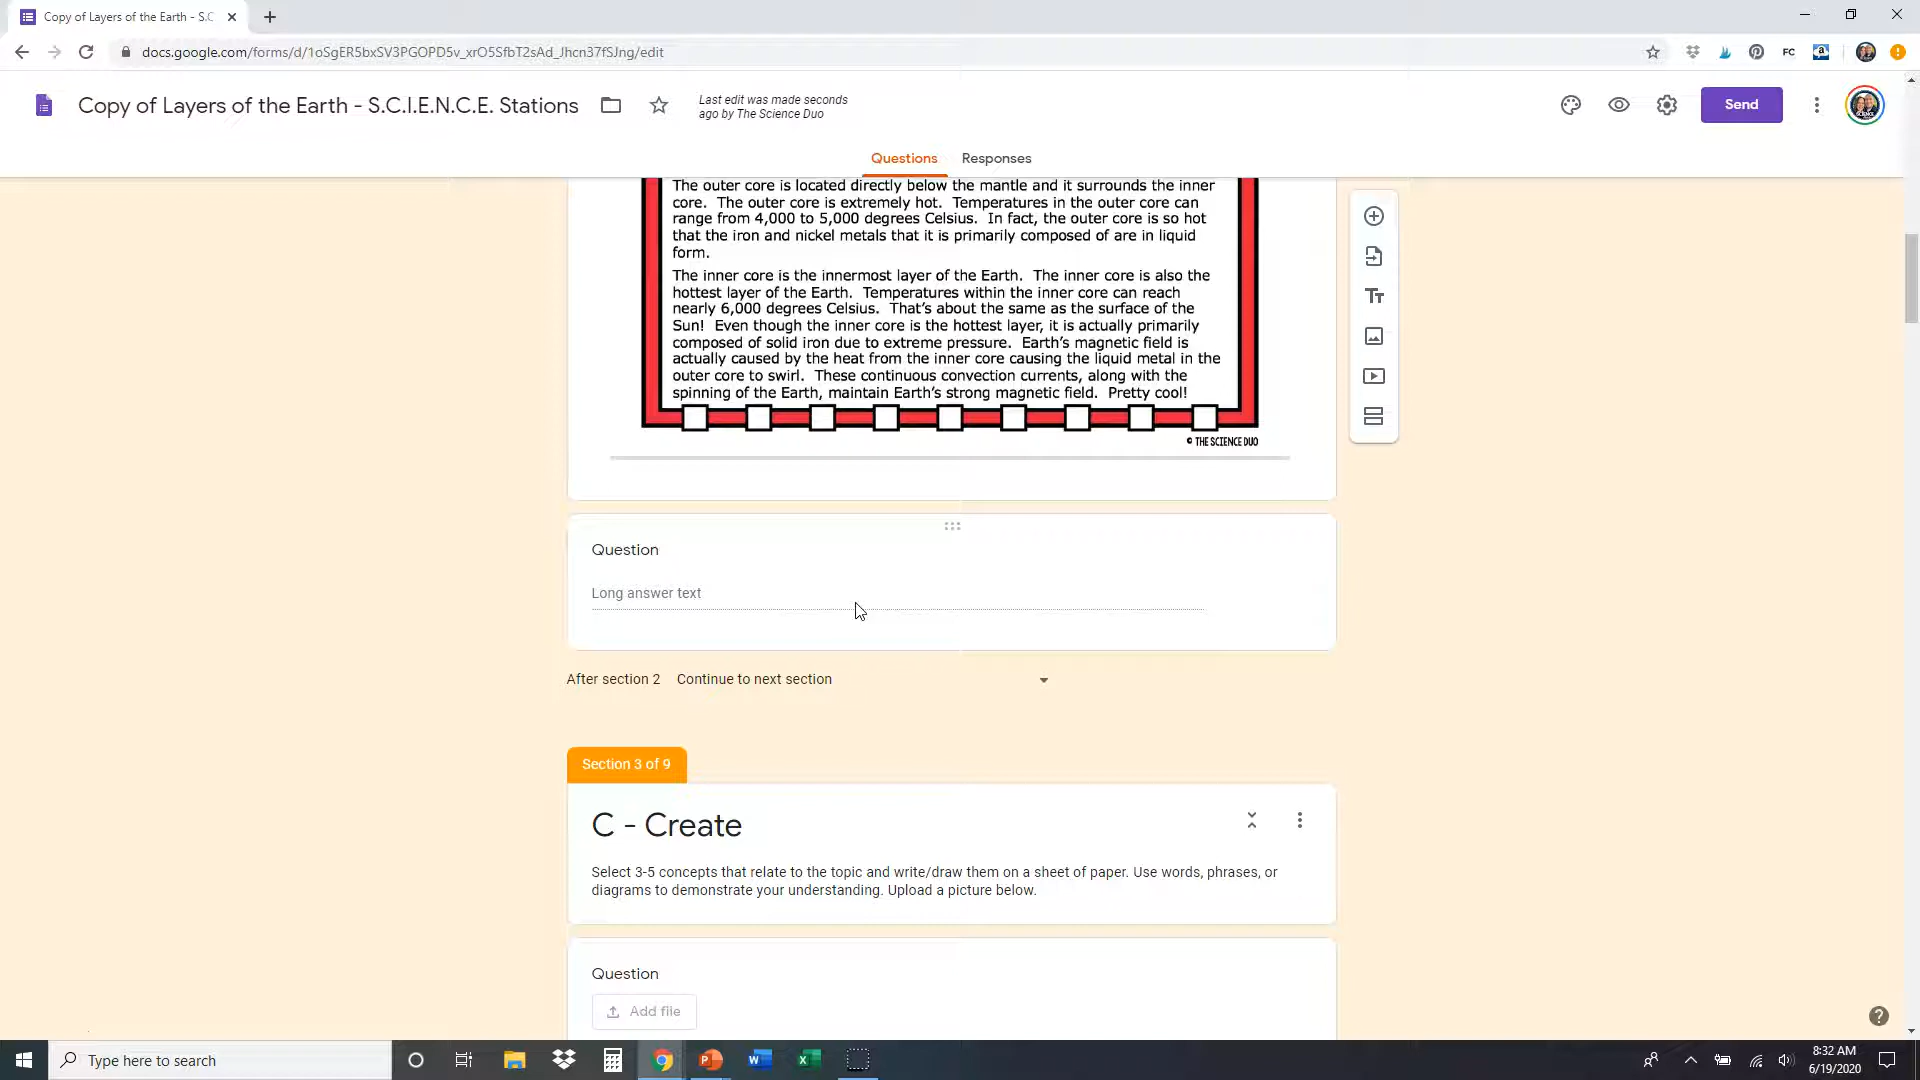 Copy of Layers of the Earth - S.C
docs.google.com/forms/d/1oSgER5bxSV3PGOPD5v_xrO5SfbT2sAd_Jhcn37fSJng/edit
FC
Copy of Layers of the Earth - S.C.I.E.N.C.E. Stations
Last edit was made seconds
ago by The Science Duo
Send
Questions
Responses
The outer core is located directly below the mantle and it surrounds the inner
core. The outer core is extremely hot. Temperatures in the outer core can
range from 4,000 to 5,000 degrees Celsius. In fact, the outer core is so hot
that the iron and nickel metals that it is primarily composed of are in liquid
form.
The inner core is the innermost layer of the Earth. The inner core is also the
hottest layer of the Earth. Temperatures within the inner core can reach
nearly 6,000 degrees Celsius. That's about the same as the surface of the
Sun! Even though the inner core is the hottest layer, it is actually primarily
composed of solid iron due to extreme pressure. Earth's magnetic field is
actually caused by the heat from the inner core causing the liquid metal in the
outer core to swirl. These continuous convection currents, along with the
spinning of the Earth, maintain Earth's strong magnetic field. Pretty cool!
© THE SCIENCE DUO
Question
Long answer text
After section 2 Continue to next section
Section 3 of 9
C - Create
Select 3-5 concepts that relate to the topic and write/draw them on a sheet of paper. Use words, phrases, or
diagrams to demonstrate your understanding. Upload a picture below.
Question
Add file
Type here to search
8:32 AM
6/19/2020